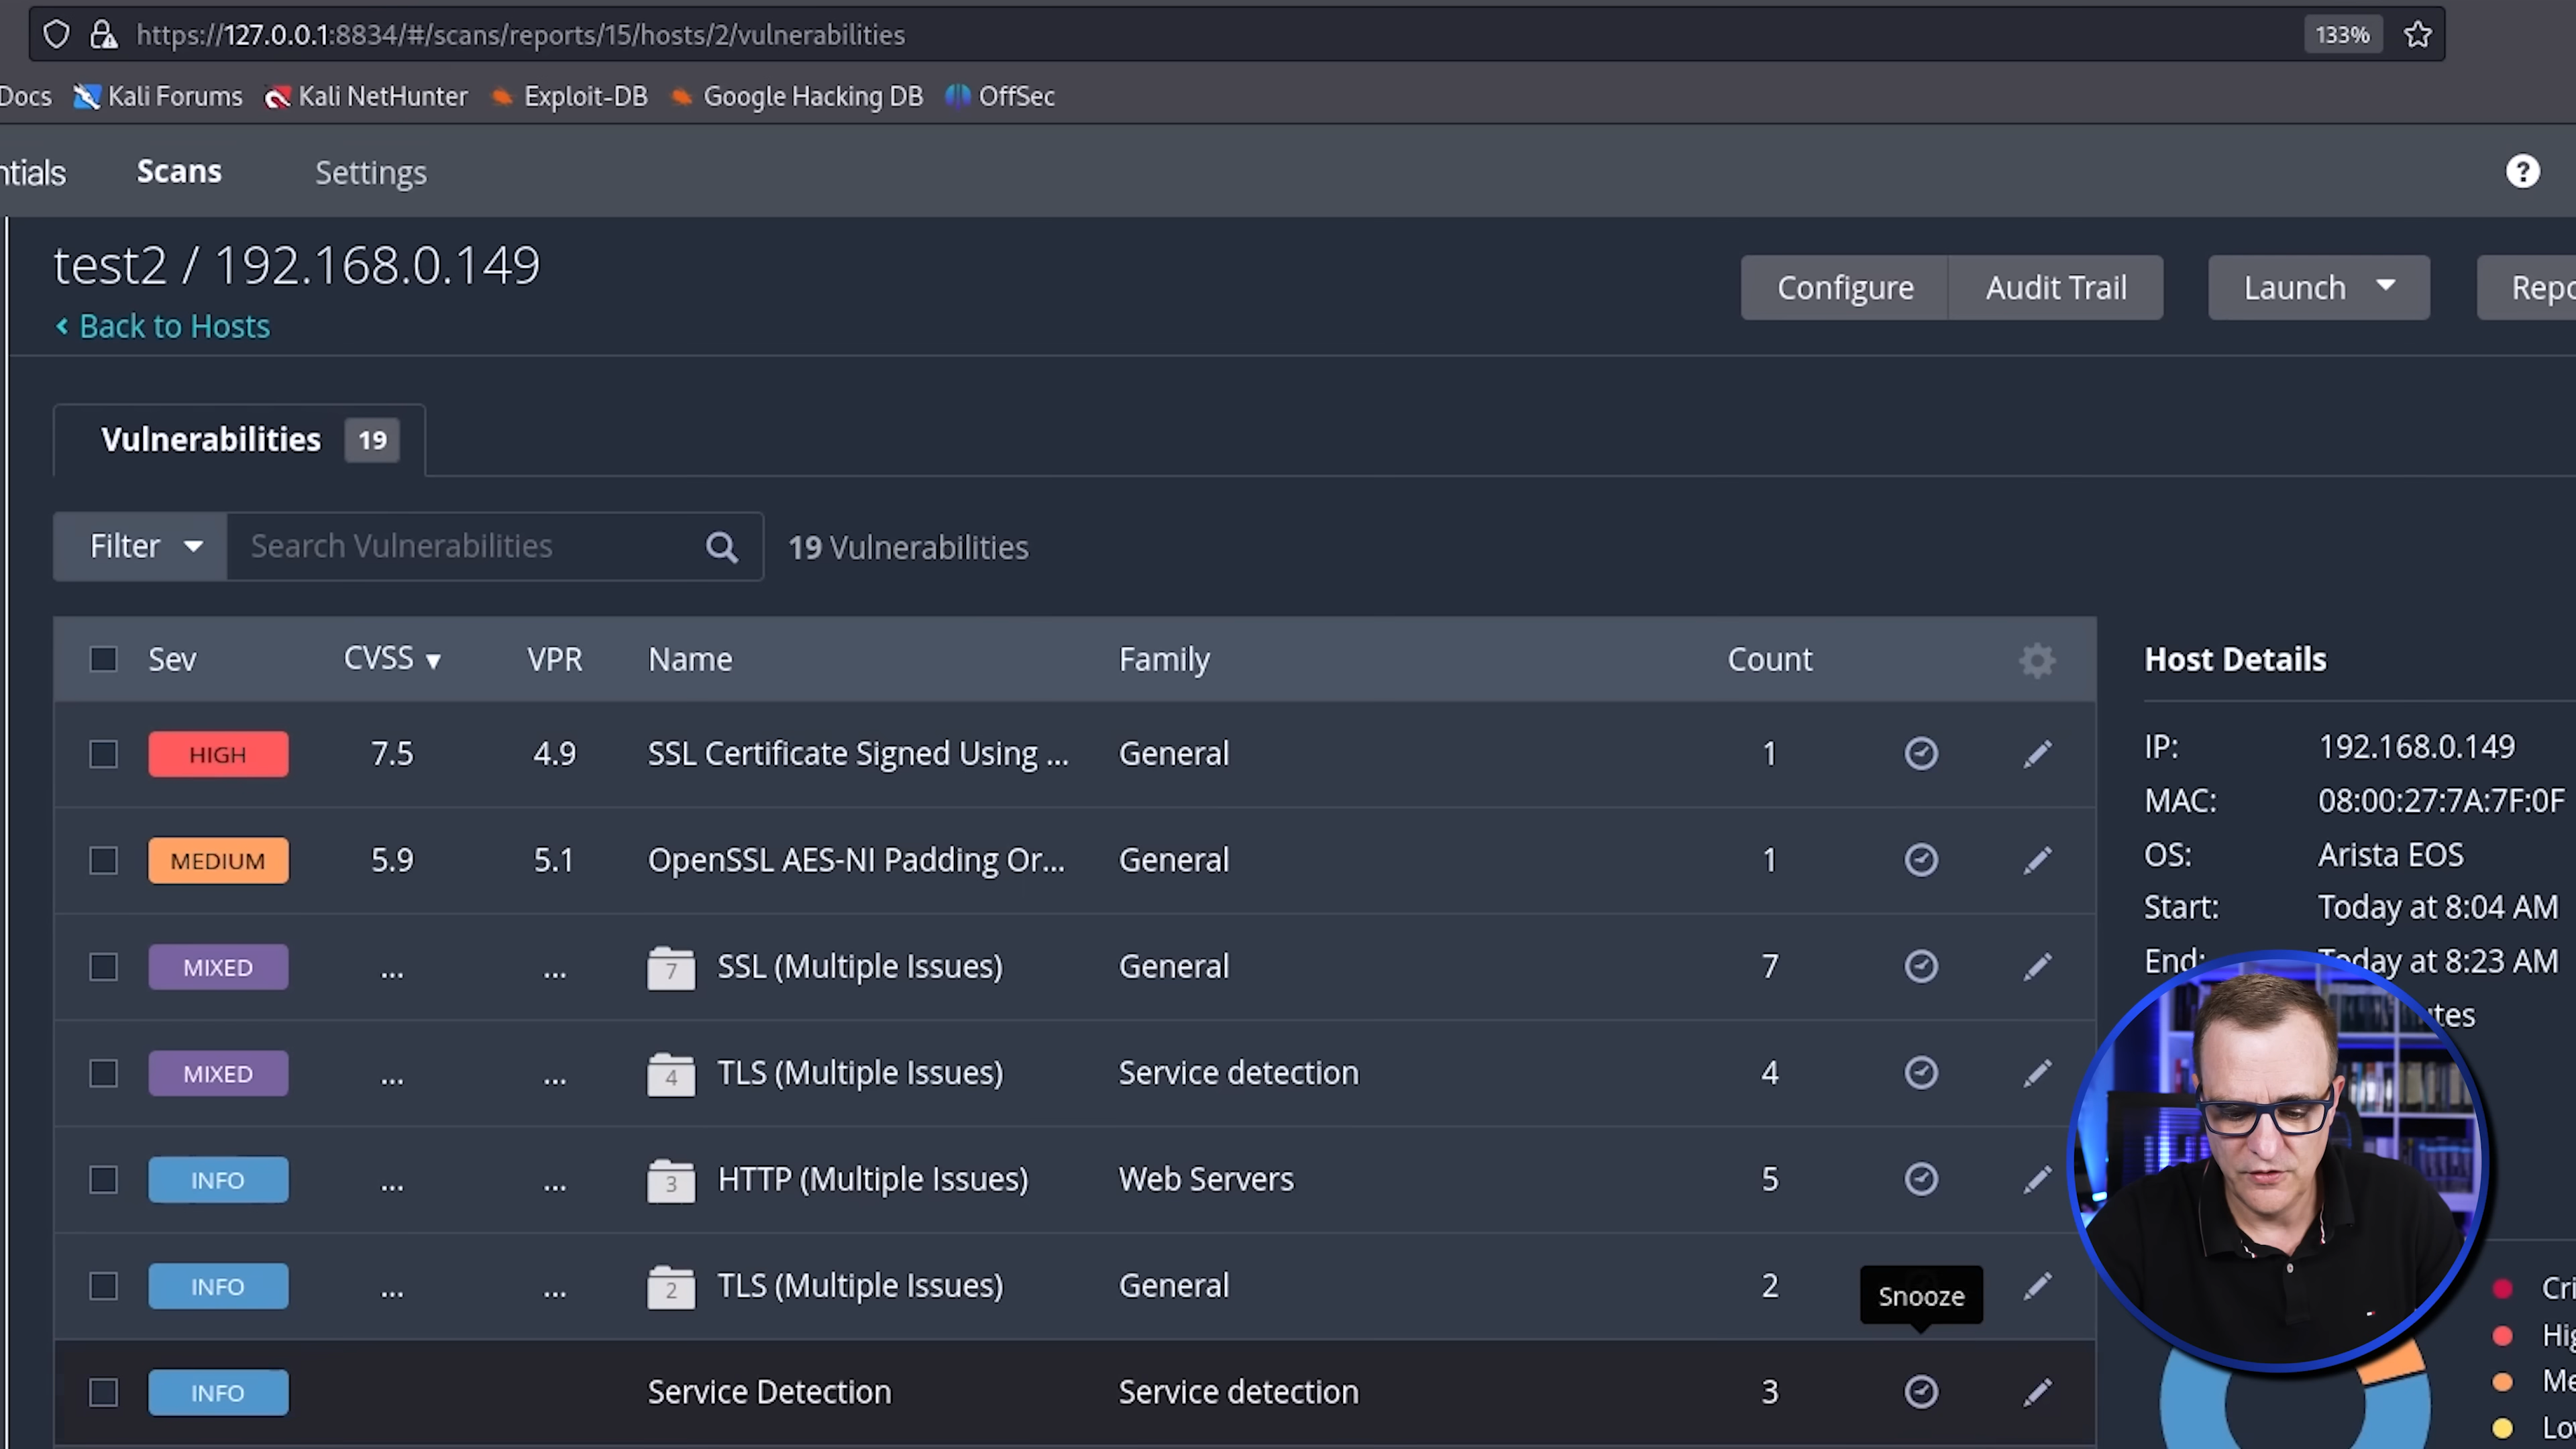 https://127.0.0.1:8834/#/scans/reports/15/hosts/2/vulnerabilities 133%
Docs Kali Forums Kali NetHunter Exploit-DB Google Hacking DB OffSec
Scans Settings ?
test2 / 192.168.0.149
Back to Hosts
Configure Audit Trail Launch
Vulnerabilities 19
Filter Search Vulnerabilities 19 Vulnerabilities
Sev CVSS VPR Name Family Count
HIGH 7.5 4.9 SSL Certificate Signed Using ... General 1
MEDIUM 5.9 5.1 OpenSSL AES-NI Padding Or... General 1
MIXED ... ... 7 SSL (Multiple Issues) General 7
MIXED ... ... 4 TLS (Multiple Issues) Service detection 4
INFO ... ... 3 HTTP (Multiple Issues) Web Servers 5
INFO ... ... 2 TLS (Multiple Issues) General 2
Snooze
INFO Service Detection Service detection 3
Host Details
IP: 192.168.0.149
MAC: 08:00:27:7A:7F:0F
OS: Arista EOS
Start: Today at 8:04 AM
End: Today at 8:23 AM